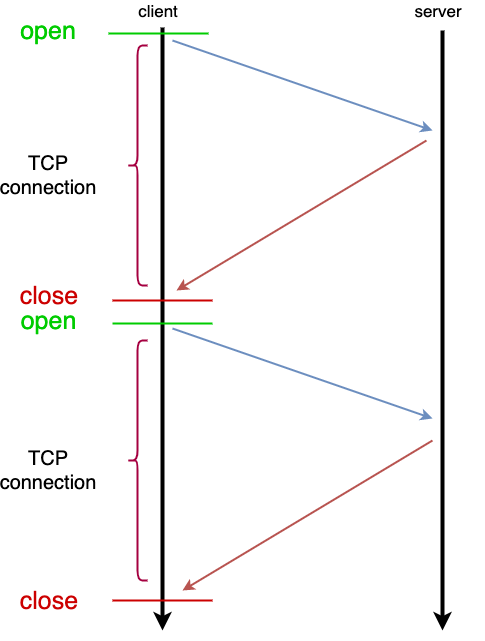 client
server
open
TCP
connection
close
open
TCP
connection
close